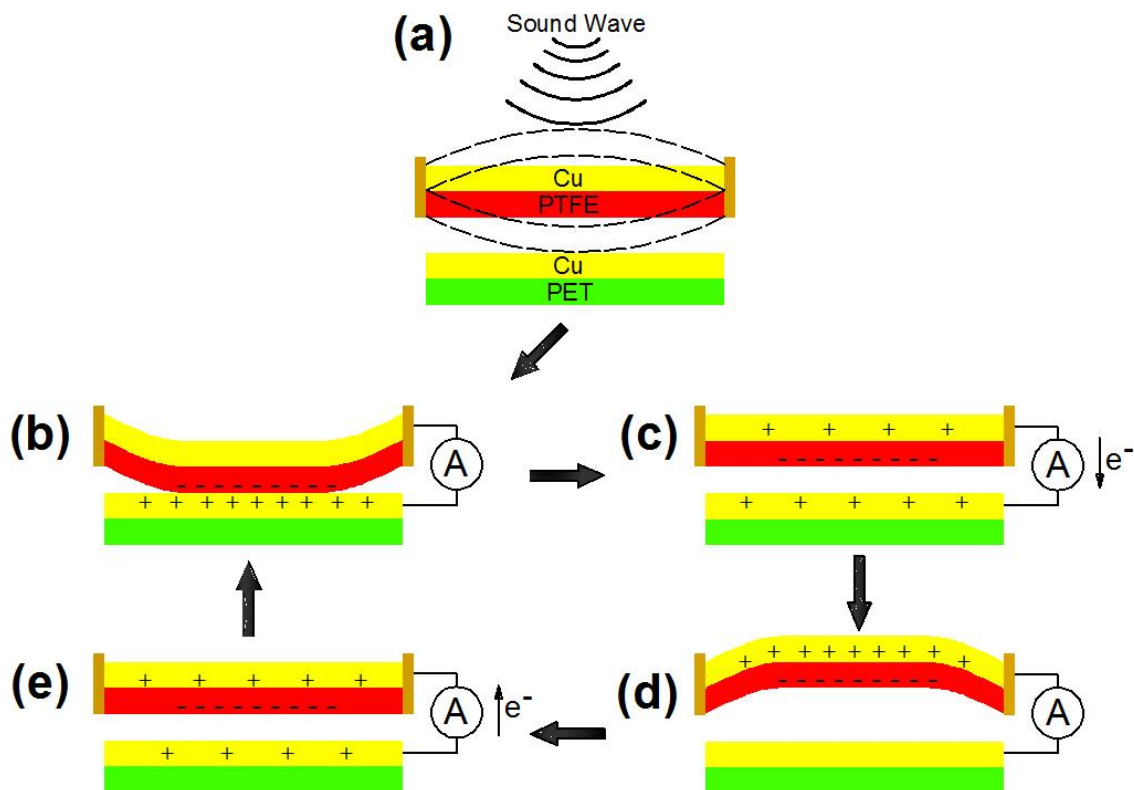 (a)
Sound Wave
Cu
PTFE
Cu
PET
(b)
- - - - - - - - -
+ + + + + + + + +
A
(c)
+ + + +
- - - - - - - - -
+ + + + +
A
e-
(e)
+ + + + +
- - - - - - - - -
+ + + +
A
e-
(d)
+ + + + + + + + +
- - - - - - - - -
A